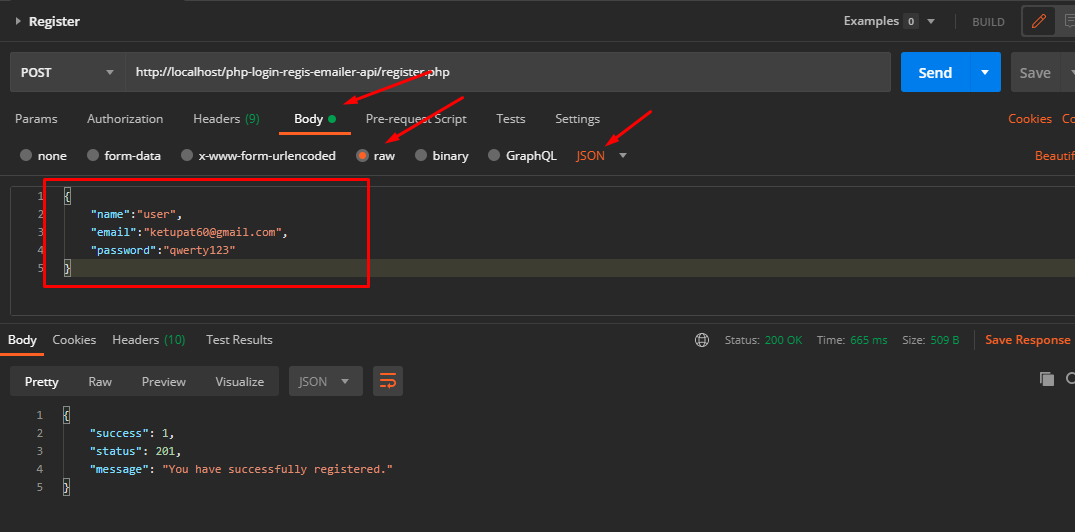 Register
Examples 0
BUILD
POST
http://localhost/php-login-regis-emailer-api/register.php
Send
Save
Params
Authorization
Headers (9)
Body
Pre-request Script
Tests
Settings
Cookies
none
form-data
x-www-form-urlencoded
raw
binary
GraphQL
JSON
1 {
2 "name":"user",
3 "email":"ketupat60@gmail.com",
4 "password":"qwerty123"
5 }
Body
Cookies
Headers (10)
Test Results
Status: 200 OK
Time: 665 ms
Size: 509 B
Save Response
Pretty
Raw
Preview
Visualize
JSON
1 {
2 "success": 1,
3 "status": 201,
4 "message": "You have successfully registered."
5 }